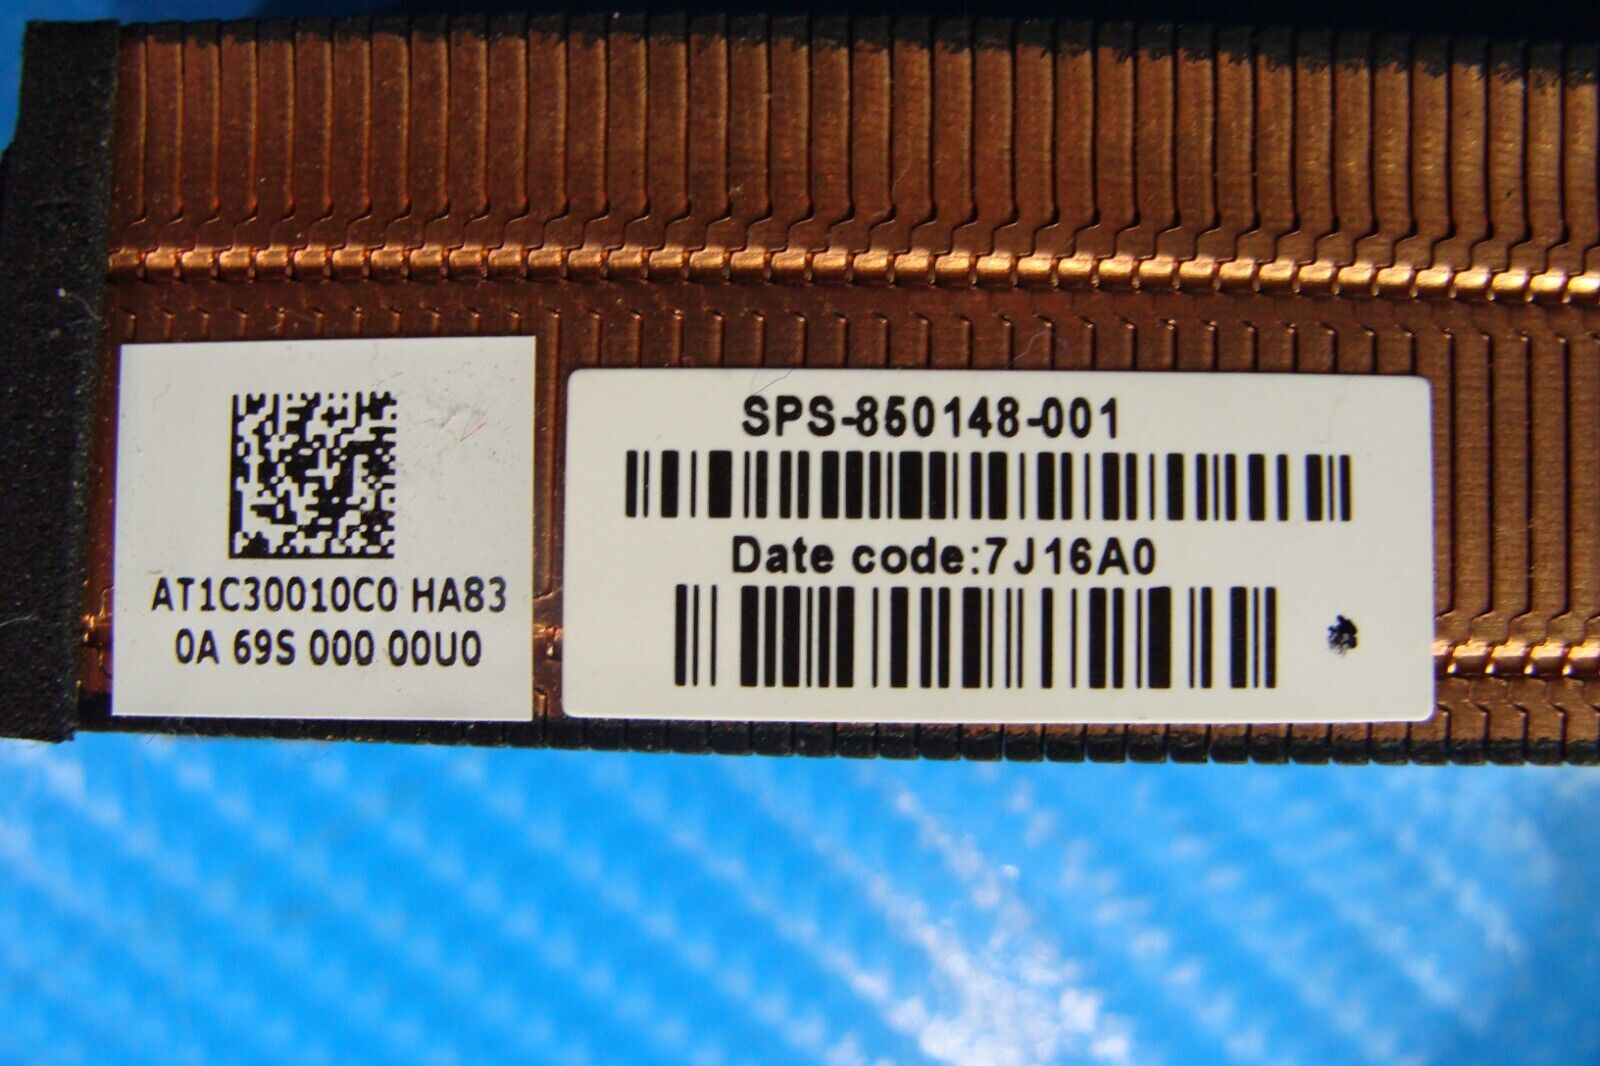 AT1C30010C0 HA83
0A 69S 000 00U0
SPS-850148-001
Date code:7J16A0